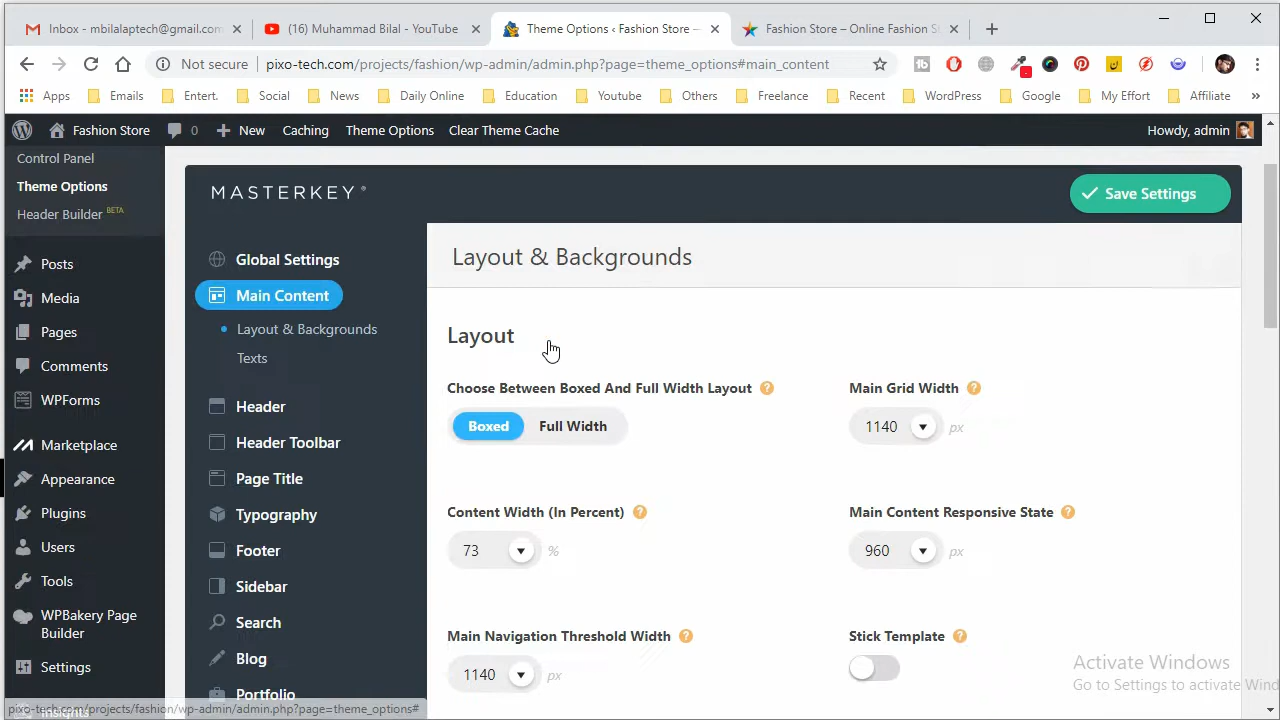 Inbox - mbilalaptech@gmail.con
(16) Muhammad Bilal - YouTube
Theme Options ‹ Fashion Store —
Fashion Store – Online Fashion S
Not secure
pixo-tech.com/projects/fashion/wp-admin/admin.php?page=theme_options#main_content
Apps
Emails
Entert.
Social
News
Daily Online
Education
Youtube
Others
Freelance
Recent
WordPress
Google
My Effort
Affiliate
»
Fashion Store
0
New
Caching
Theme Options
Clear Theme Cache
Howdy, admin
Control Panel
Theme Options
Header Builder BETA
Posts
Media
Pages
Comments
WPForms
Marketplace
Appearance
Plugins
Users
Tools
WPBakery Page
Builder
Settings
Insights
MASTERKEY ®
Save Settings
Global Settings
Main Content
Layout & Backgrounds
Texts
Header
Header Toolbar
Page Title
Typography
Footer
Sidebar
Search
Blog
Portfolio
Layout & Backgrounds
Layout
Choose Between Boxed And Full Width Layout ?
Boxed
Full Width
Main Grid Width ?
1140
px
Content Width (In Percent) ?
73
%
Main Content Responsive State ?
960
px
Main Navigation Threshold Width ?
1140
px
Stick Template ?
Activate Windows
Go to Settings to activate Wind
pixo-tech.com/projects/fashion/wp-admin/admin.php?page=theme_options#